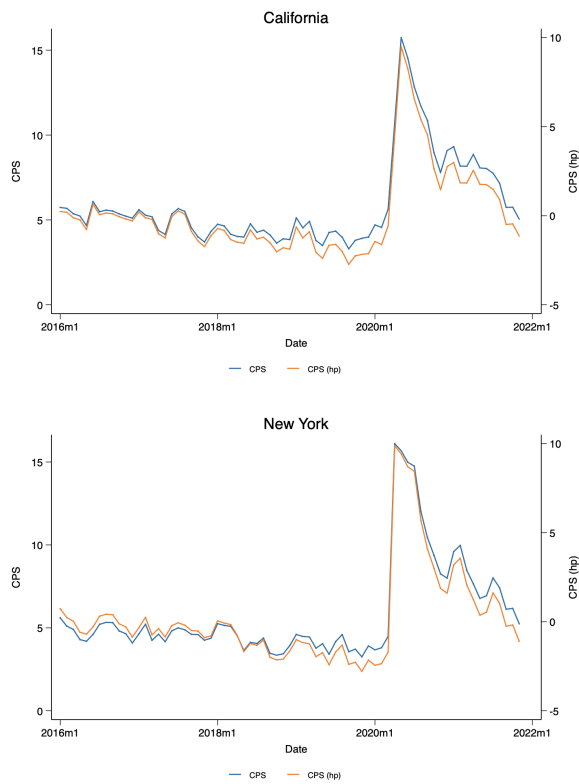 California
15
10
5
0
CPS
10
5
0
-5
CPS (hp)
2016m1 2018m1 2020m1 2022m1
Date
CPS CPS (hp)
New York
15
10
5
0
CPS
10
5
0
-5
CPS (hp)
2016m1 2018m1 2020m1 2022m1
Date
CPS CPS (hp)